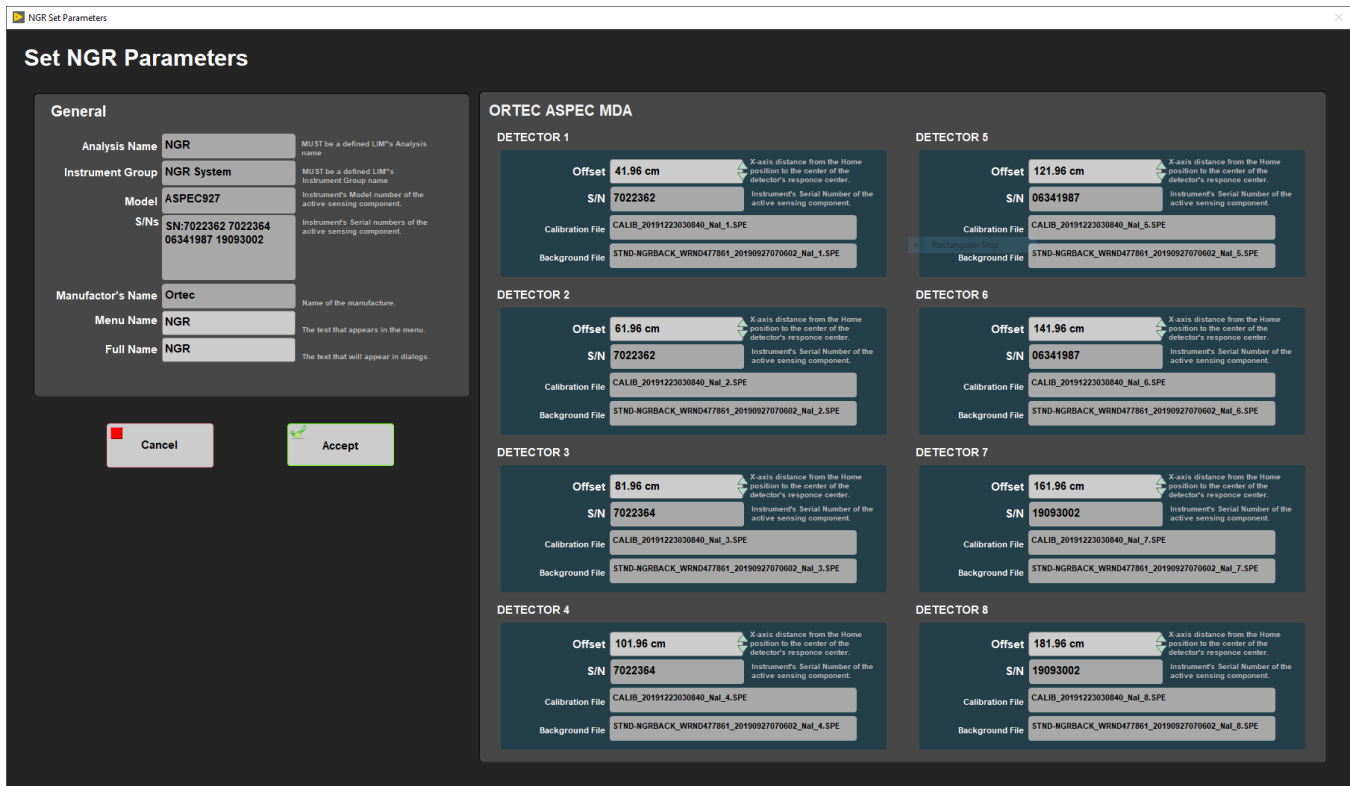 NGR Set Parameters
Set NGR Parameters
General
Analysis Name NGR MUST be a defined LIM"s Analysis
name
Instrument Group NGR System MUST be a defined LIM"s
Instrument Group name
Model ASPEC927 Instrument's Model number of the
active sensing component.
S/Ns SN:7022362 7022364
06341987 19093002
Instrument's Serial numbers of the
active sensing component.
Manufactor's Name Ortec Name of the manufacture.
Menu Name NGR The text that appears in the menu.
Full Name NGR The text that will appear in dialogs.
Cancel
Accept
ORTEC ASPEC MDA
DETECTOR 1
Offset 41.96 cm X-axis distance from the Home
position to the center of the
detector's responce center.
S/N 7022362 Instrument's Serial Number of the
active sensing component.
Calibration File CALIB_20191223030840_NaI_1.SPE
Background File STND-NGRBACK_WRND477861_20190927070602_NaI_1.SPE
DETECTOR 2
Offset 61.96 cm X-axis distance from the Home
position to the center of the
detector's responce center.
S/N 7022362 Instrument's Serial Number of the
active sensing component.
Calibration File CALIB_20191223030840_NaI_2.SPE
Background File STND-NGRBACK_WRND477861_20190927070602_NaI_2.SPE
DETECTOR 3
Offset 81.96 cm X-axis distance from the Home
position to the center of the
detector's responce center.
S/N 7022364 Instrument's Serial Number of the
active sensing component.
Calibration File CALIB_20191223030840_NaI_3.SPE
Background File STND-NGRBACK_WRND477861_20190927070602_NaI_3.SPE
DETECTOR 4
Offset 101.96 cm X-axis distance from the Home
position to the center of the
detector's responce center.
S/N 7022364 Instrument's Serial Number of the
active sensing component.
Calibration File CALIB_20191223030840_NaI_4.SPE
Background File STND-NGRBACK_WRND477861_20190927070602_NaI_4.SPE
DETECTOR 5
Offset 121.96 cm X-axis distance from the Home
position to the center of the
detector's responce center.
S/N 06341987 Instrument's Serial Number of the
active sensing component.
Calibration File CALIB_20191223030840_NaI_5.SPE
Rectangular Snip
Background File STND-NGRBACK_WRND477861_20190927070602_NaI_5.SPE
DETECTOR 6
Offset 141.96 cm X-axis distance from the Home
position to the center of the
detector's responce center.
S/N 06341987 Instrument's Serial Number of the
active sensing component.
Calibration File CALIB_20191223030840_NaI_6.SPE
Background File STND-NGRBACK_WRND477861_20190927070602_NaI_6.SPE
DETECTOR 7
Offset 161.96 cm X-axis distance from the Home
position to the center of the
detector's responce center.
S/N 19093002 Instrument's Serial Number of the
active sensing component.
Calibration File CALIB_20191223030840_NaI_7.SPE
Background File STND-NGRBACK_WRND477861_20190927070602_NaI_7.SPE
DETECTOR 8
Offset 181.96 cm X-axis distance from the Home
position to the center of the
detector's responce center.
S/N 19093002 Instrument's Serial Number of the
active sensing component.
Calibration File CALIB_20191223030840_NaI_8.SPE
Background File STND-NGRBACK_WRND477861_20190927070602_NaI_8.SPE